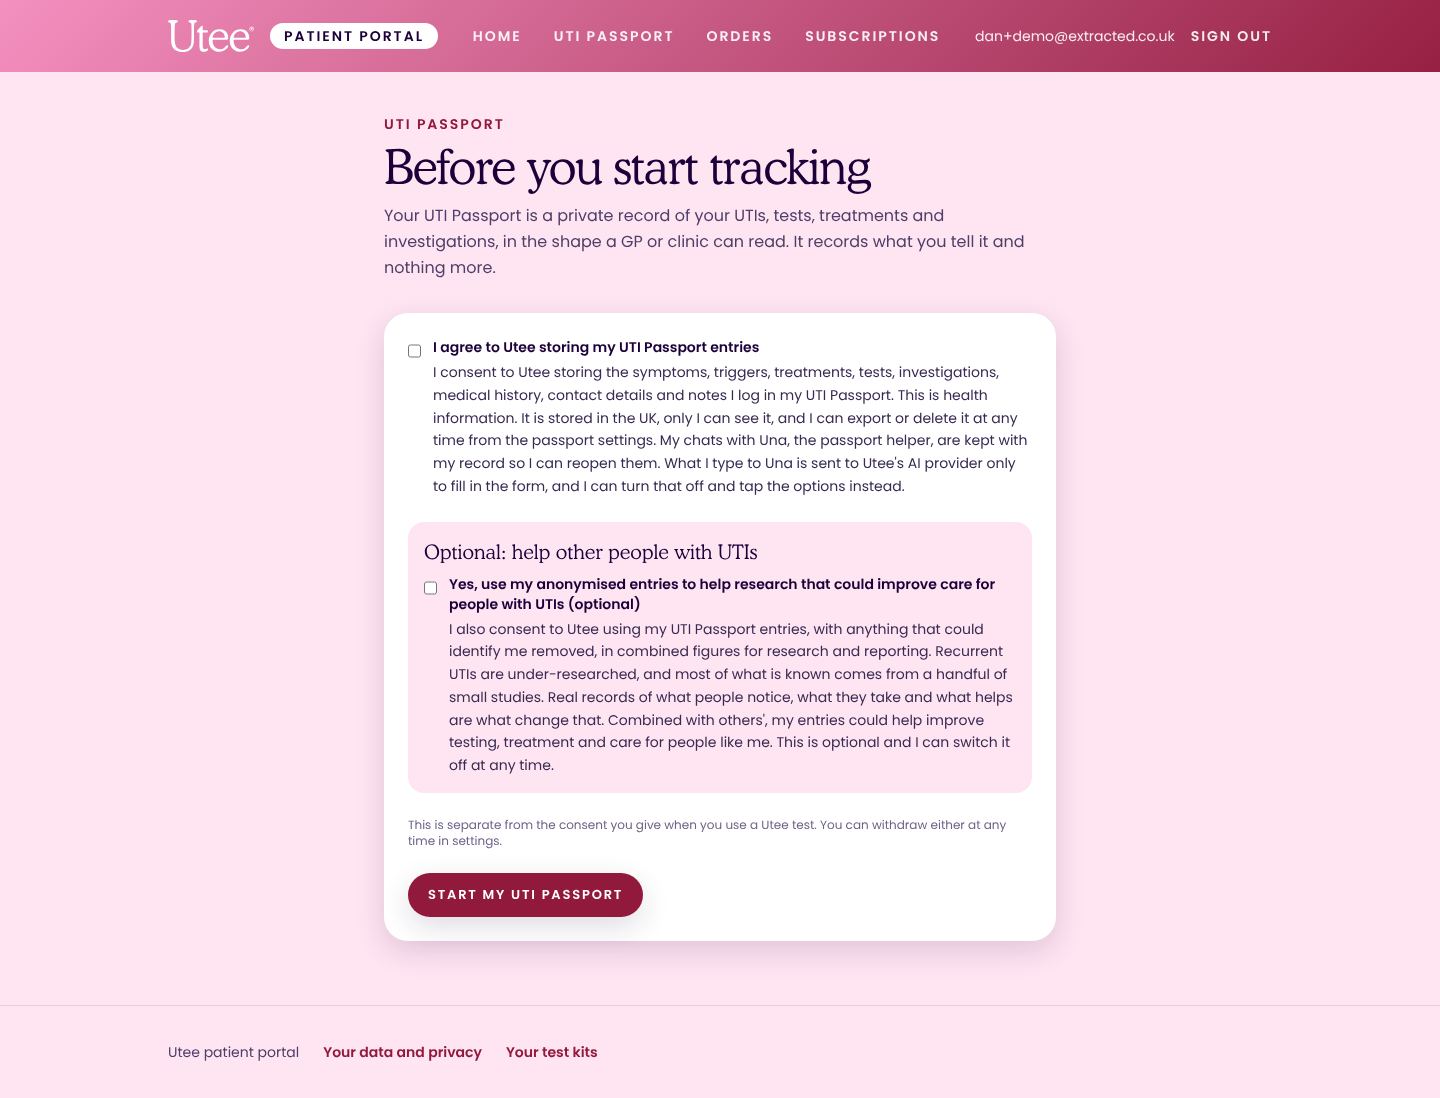 Utee®
PATIENT PORTAL
HOME
UTI PASSPORT
ORDERS
SUBSCRIPTIONS
dan+demo@extracted.co.uk
SIGN OUT
UTI PASSPORT
Before you start tracking
Your UTI Passport is a private record of your UTIs, tests, treatments and
investigations, in the shape a GP or clinic can read. It records what you tell it and
nothing more.
I agree to Utee storing my UTI Passport entries
I consent to Utee storing the symptoms, triggers, treatments, tests, investigations,
medical history, contact details and notes I log in my UTI Passport. This is health
information. It is stored in the UK, only I can see it, and I can export or delete it at any
time from the passport settings. My chats with Una, the passport helper, are kept with
my record so I can reopen them. What I type to Una is sent to Utee's AI provider only
to fill in the form, and I can turn that off and tap the options instead.
Optional: help other people with UTIs
Yes, use my anonymised entries to help research that could improve care for
people with UTIs (optional)
I also consent to Utee using my UTI Passport entries, with anything that could
identify me removed, in combined figures for research and reporting. Recurrent
UTIs are under-researched, and most of what is known comes from a handful of
small studies. Real records of what people notice, what they take and what helps
are what change that. Combined with others', my entries could help improve
testing, treatment and care for people like me. This is optional and I can switch it
off at any time.
This is separate from the consent you give when you use a Utee test. You can withdraw either at any
time in settings.
START MY UTI PASSPORT
Utee patient portal
Your data and privacy
Your test kits